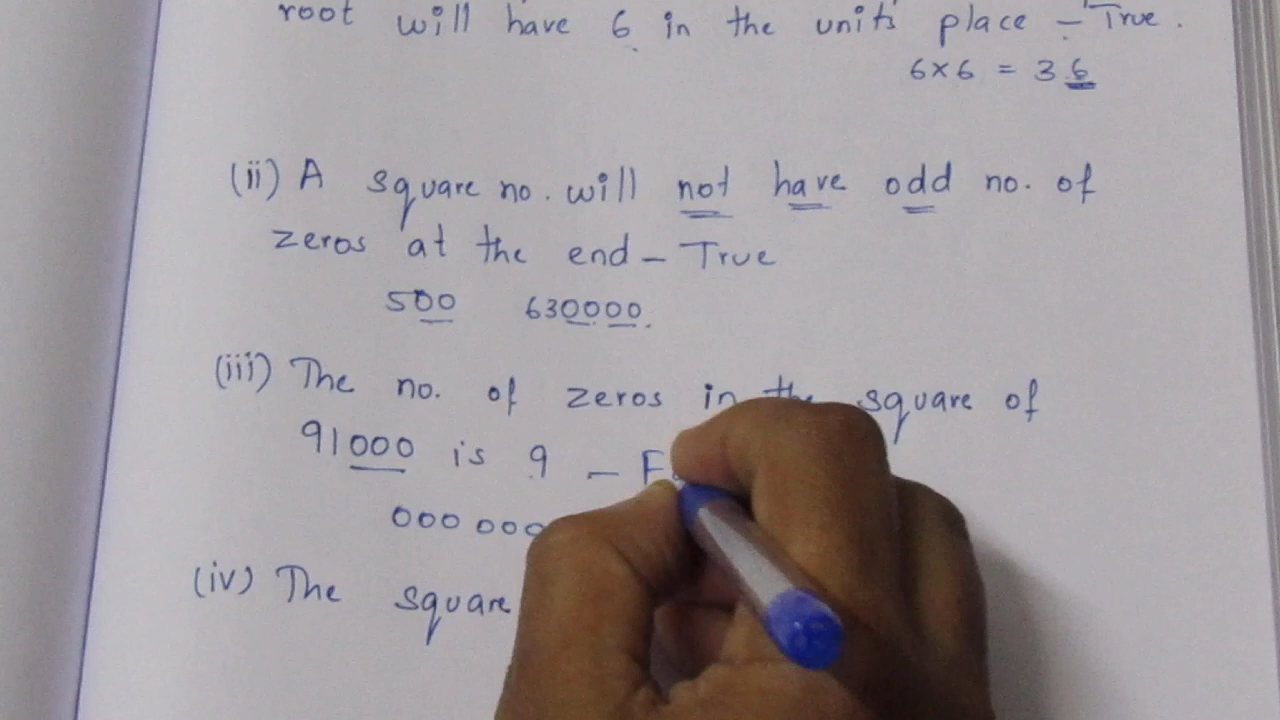 root will have 6 in the units place - True.
6×6 = 36
(ii) A square no. will not have odd no. of
zeros at the end - True
500 630000.
(iii) The no. of zeros in the square of
91000 is 9 - F
000 000
(iv) The square